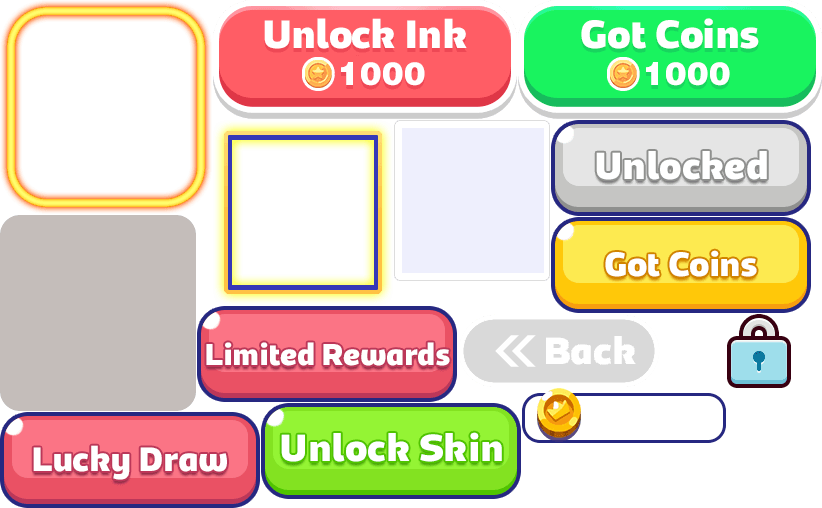 Unlock Ink
1000
Got Coins
1000
Unlocked
Got Coins
Limited Rewards
Back
Lucky Draw
Unlock Skin